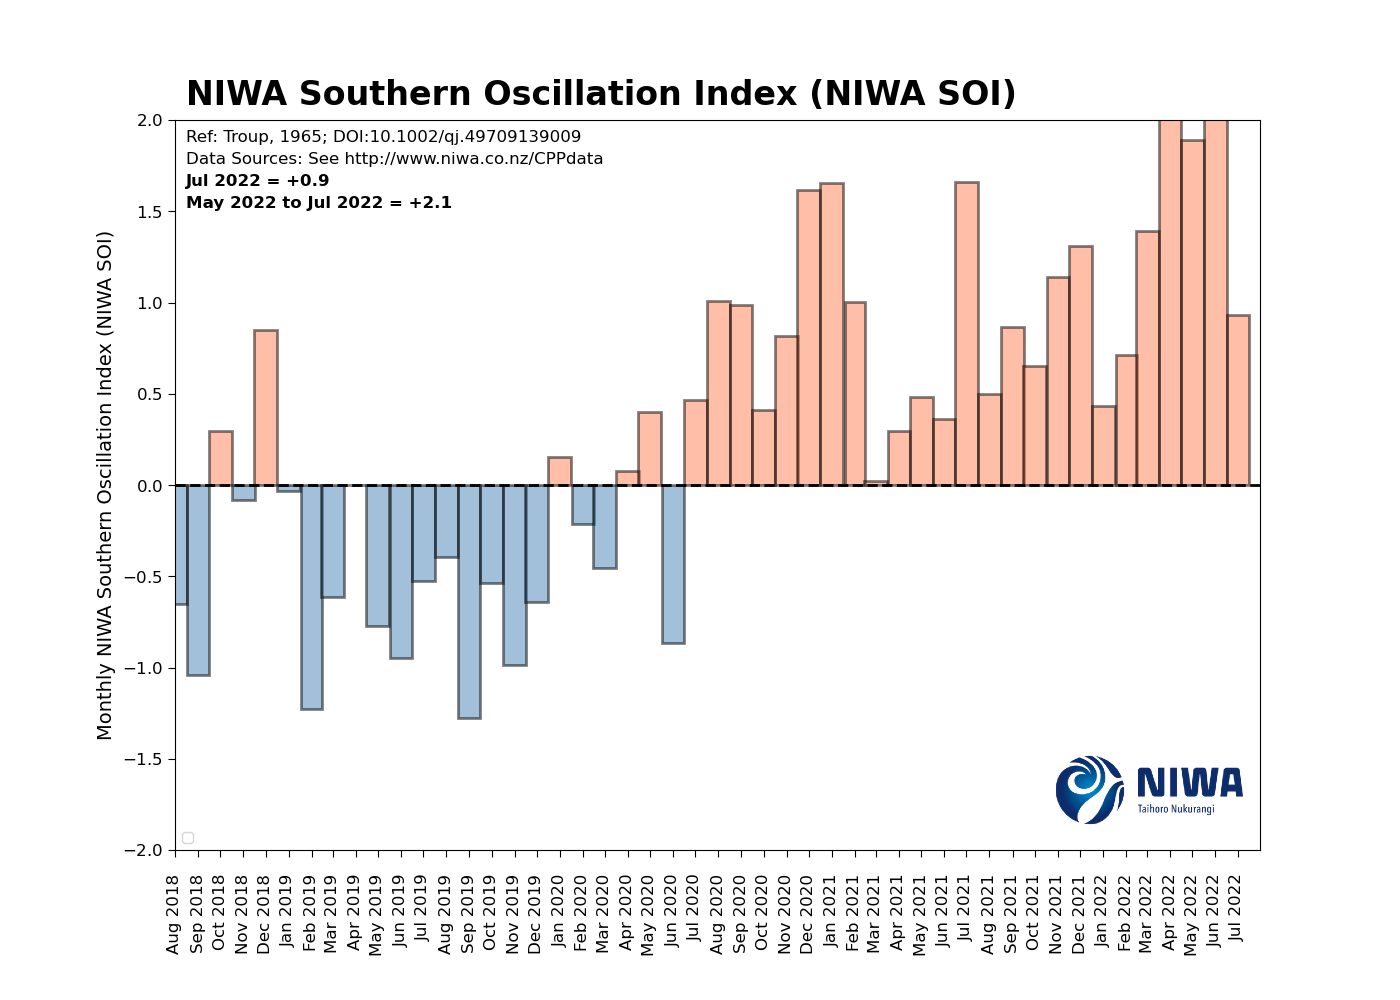 NIWA Southern Oscillation Index (NIWA SOI)
Ref: Troup, 1965; DOI:10.1002/qj.49709139009
Data Sources: See http://www.niwa.co.nz/CPPdata
Jul 2022 = +0.9
May 2022 to Jul 2022 = +2.1
Monthly NIWA Southern Oscillation Index (NIWA SOI)
2.0
1.5
1.0
0.5
0.0
−0.5
−1.0
−1.5
−2.0
NIWA
Taihoro Nukurangi
Aug 2018
Sep 2018
Oct 2018
Nov 2018
Dec 2018
Jan 2019
Feb 2019
Mar 2019
Apr 2019
May 2019
Jun 2019
Jul 2019
Aug 2019
Sep 2019
Oct 2019
Nov 2019
Dec 2019
Jan 2020
Feb 2020
Mar 2020
Apr 2020
May 2020
Jun 2020
Jul 2020
Aug 2020
Sep 2020
Oct 2020
Nov 2020
Dec 2020
Jan 2021
Feb 2021
Mar 2021
Apr 2021
May 2021
Jun 2021
Jul 2021
Aug 2021
Sep 2021
Oct 2021
Nov 2021
Dec 2021
Jan 2022
Feb 2022
Mar 2022
Apr 2022
May 2022
Jun 2022
Jul 2022